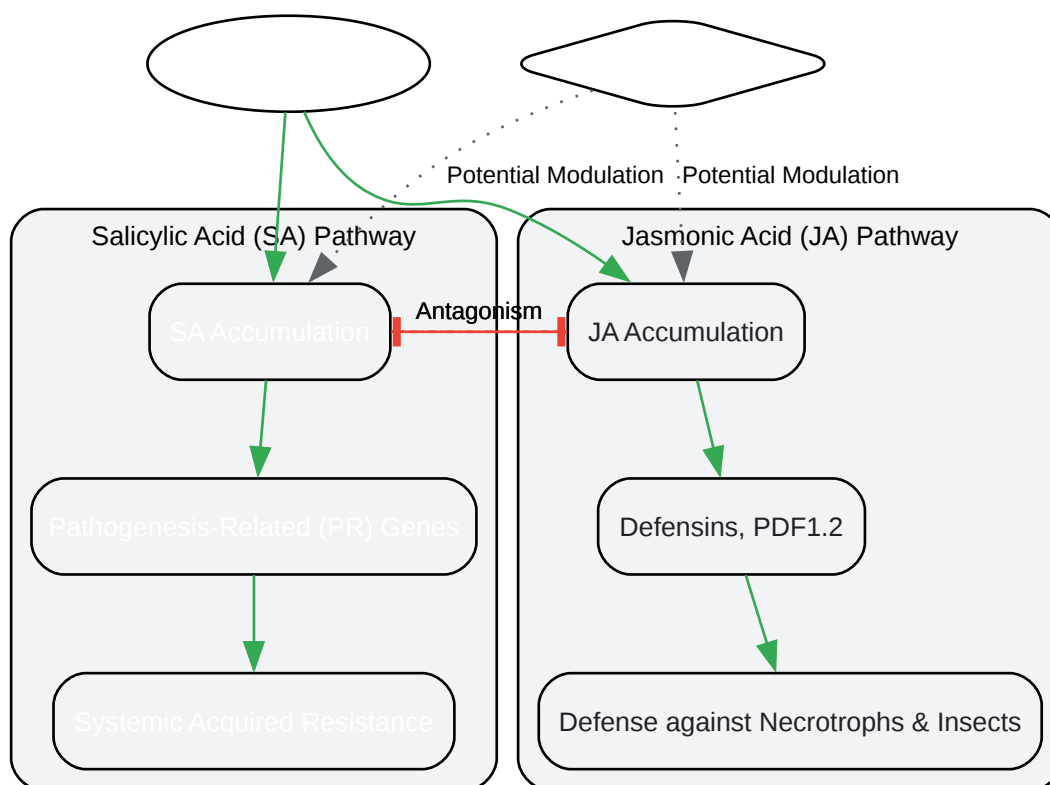 Potential Modulation
Potential Modulation
Salicylic Acid (SA) Pathway
Jasmonic Acid (JA) Pathway
Antagonism
SA Accumulation
JA Accumulation
Pathogenesis-Related (PR) Genes
Defensins, PDF1.2
Systemic Acquired Resistance
Defense against Necrotrophs & Insects